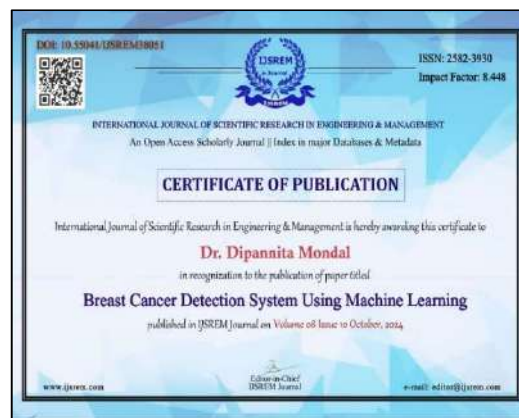 DOI: 10.55041/IJSREM38051
IJSREM
e-Journal
ISSN: 2582-3930
Impact Factor: 8.448
INTERNATIONAL JOURNAL OF SCIENTIFIC RESEARCH IN ENGINEERING & MANAGEMENT
An Open Access Scholarly Journal || Index in major Databases & Metadata
CERTIFICATE OF PUBLICATION
International Journal of Scientific Research in Engineering & Management is hereby awarding this certificate to
Dr. Dipannita Mondal
in recognition to the publication of paper titled
Breast Cancer Detection System Using Machine Learning
published in IJSREM Journal on Volume 08 Issue 10 October, 2024
Editor-in-Chief
IJSREM Journal
www.ijsrem.com
e-mail: editor@ijsrem.com